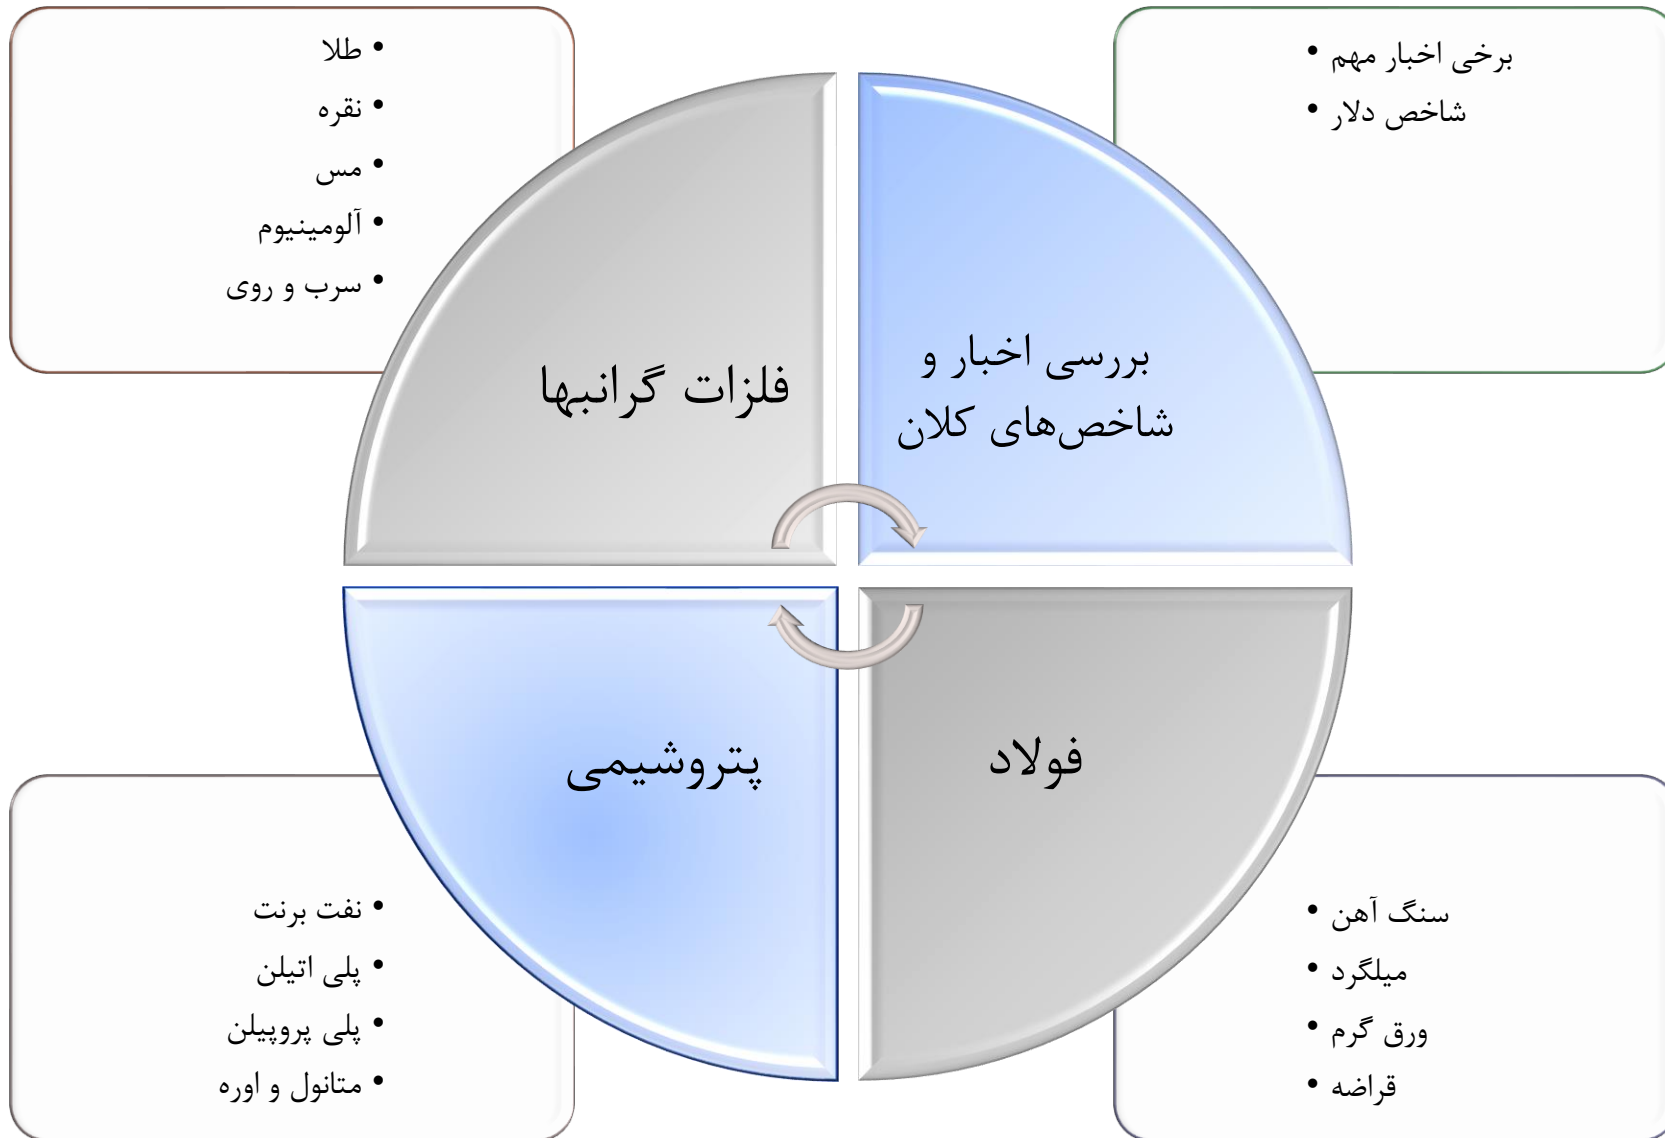 • برخی اخبار مهم
• شاخص دلار
بررسی اخبار و
شاخص‌های کلان
• طلا
• نقره
• مس
• آلومینیوم
• سرب و روی
فلزات گرانبها
فولاد
• سنگ آهن
• میلگرد
• ورق گرم
• قراضه
پتروشیمی
• نفت برنت
• پلی اتیلن
• پلی پروپیلن
• متانول و اوره